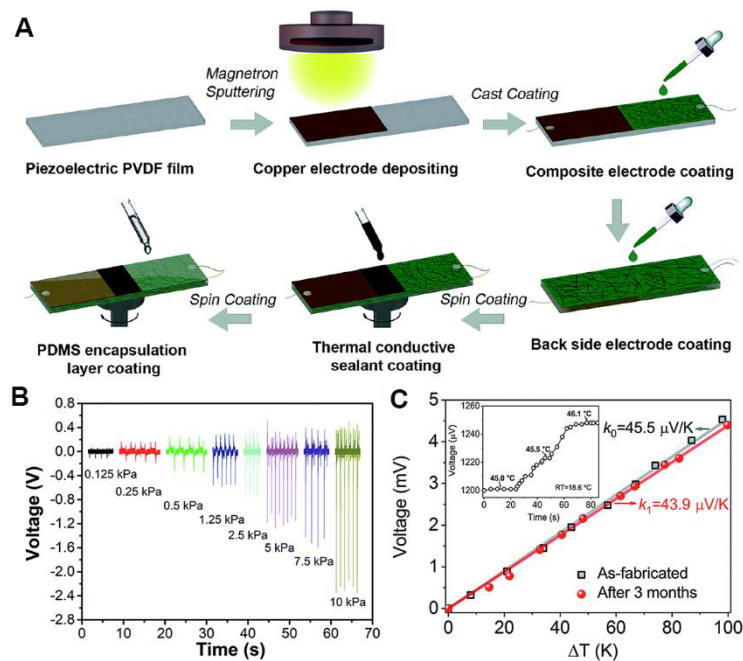 A
Magnetron
Sputtering
Cast Coating
Piezoelectric PVDF film
Copper electrode depositing
Composite electrode coating
Spin Coating
Spin Coating
PDMS encapsulation
layer coating
Thermal conductive
sealant coating
Back side electrode coating
B
Voltage (V)
0.8
0.4
0.0
-0.4
-0.8
-1.2
-1.6
-2.0
-2.4
-2.8
0.125 kPa
0.25 kPa
0.5 kPa
1.25 kPa
2.5 kPa
5 kPa
7.5 kPa
10 kPa
0 10 20 30 40 50 60 70
Time (s)
C
Voltage (mV)
5
4
3
2
1
0
Voltage (μV)
1260
1240
1220
1200
45.0 °C
45.5 °C
46.1 °C
RT=18.6 °C
0 20 40 60 80
Time (s)
k0=45.5 μV/K
k1=43.9 μV/K
As-fabricated
After 3 months
0 20 40 60 80 100
ΔT (K)